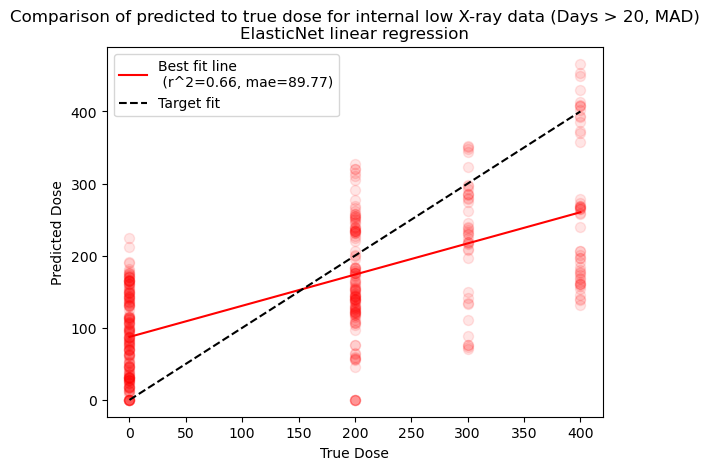 Comparison of predicted to true dose for internal low X-ray data (Days > 20, MAD)
ElasticNet linear regression
Best fit line
(r^2=0.66, mae=89.77)
Target fit
400
300
200
100
0
Predicted Dose
0 50 100 150 200 250 300 350 400
True Dose